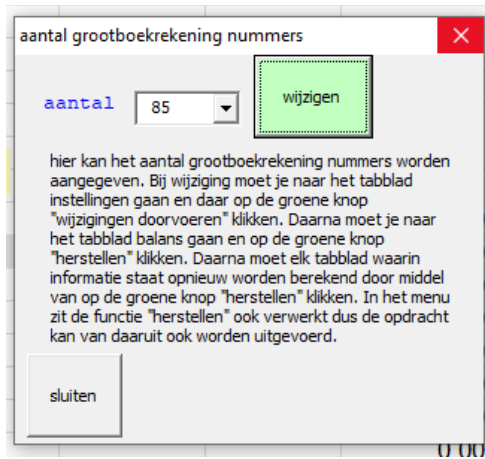 aantal grootboekrekening nummers
aantal 85 wijzigen
hier kan het aantal grootboekrekening nummers worden
aangegeven. Bij wijziging moet je naar het tabblad
instellingen gaan en daar op de groene knop
"wijzigingen doorvoeren" klikken. Daarna moet je naar
het tabblad balans gaan en op de groene knop
"herstellen" klikken. Daarna moet elk tabblad waarin
informatie staat opnieuw worden berekend door middel
van op de groene knop "herstellen" klikken. In het menu
zit de functie "herstellen" ook verwerkt dus de opdracht
kan van daaruit ook worden uitgevoerd.
sluiten